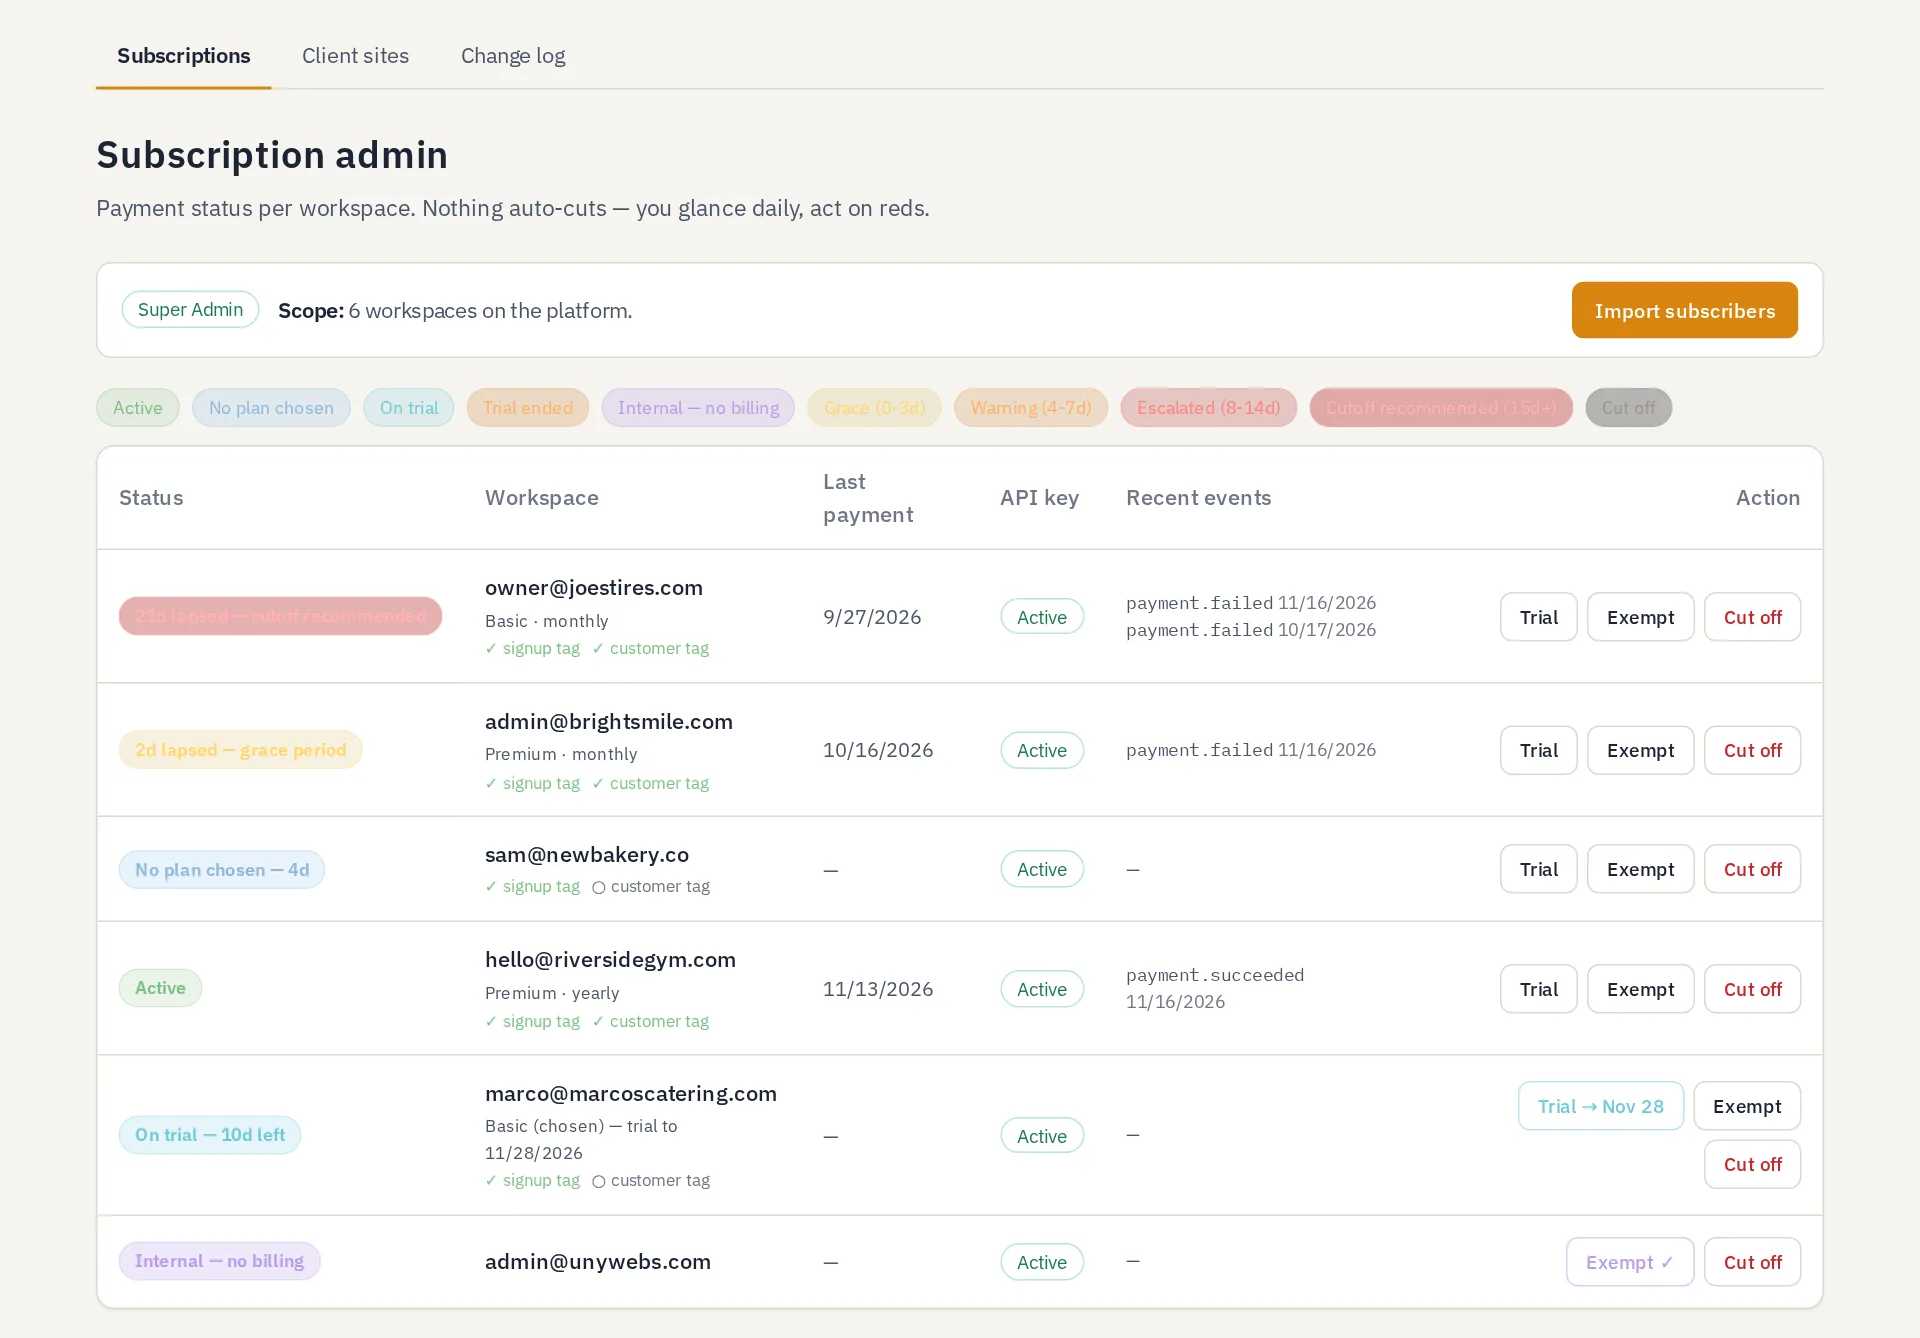 Subscriptions Client sites Change log
Subscription admin
Payment status per workspace. Nothing auto-cuts — you glance daily, act on reds.
Super Admin Scope: 6 workspaces on the platform. Import subscribers
Active No plan chosen On trial Trial ended Internal — no billing Grace (0-3d) Warning (4-7d) Escalated (8-14d) Cutoff recommended (15d+) Cut off
Status Workspace Last payment API key Recent events Action
21d lapsed — cutoff recommended
owner@joestires.com
Basic · monthly
✓ signup tag ✓ customer tag
9/27/2026
Active
payment.failed 11/16/2026
payment.failed 10/17/2026
Trial Exempt Cut off
2d lapsed — grace period
admin@brightsmile.com
Premium · monthly
✓ signup tag ✓ customer tag
10/16/2026
Active
payment.failed 11/16/2026
Trial Exempt Cut off
No plan chosen — 4d
sam@newbakery.co
✓ signup tag ○ customer tag
—
Active
—
Trial Exempt Cut off
Active
hello@riversidegym.com
Premium · yearly
✓ signup tag ✓ customer tag
11/13/2026
Active
payment.succeeded
11/16/2026
Trial Exempt Cut off
On trial — 10d left
marco@marcoscatering.com
Basic (chosen) — trial to
11/28/2026
✓ signup tag ○ customer tag
—
Active
—
Trial → Nov 28 Exempt
Cut off
Internal — no billing
admin@unywebs.com
—
Active
—
Exempt ✓ Cut off